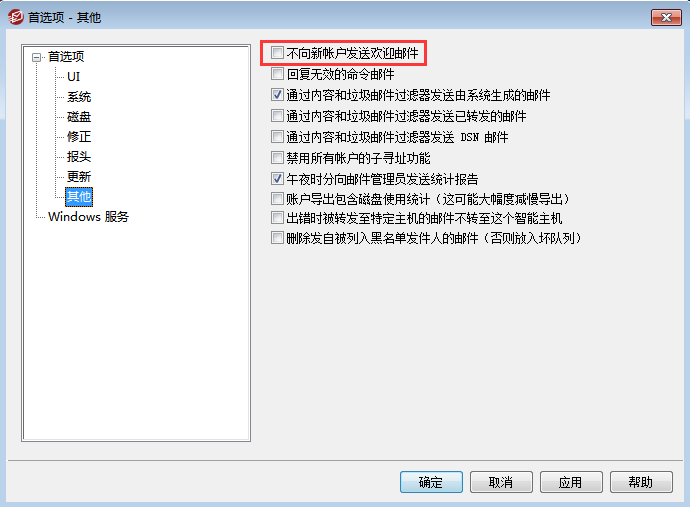 首选项 - 其他
首选项
UI
系统
磁盘
修正
报头
更新
其他
Windows 服务
不向新帐户发送欢迎邮件
回复无效的命令邮件
通过内容和垃圾邮件过滤器发送由系统生成的邮件
通过内容和垃圾邮件过滤器发送已转发的邮件
通过内容和垃圾邮件过滤器发送 DSN 邮件
禁用所有帐户的子寻址功能
午夜时分向邮件管理员发送统计报告
账户导出包含磁盘使用统计（这可能大幅度减慢导出）
出错时被转发至特定主机的邮件不转至这个智能主机
删除发自被列入黑名单发件人的邮件（否则放入坏队列）
确定
取消
应用
帮助